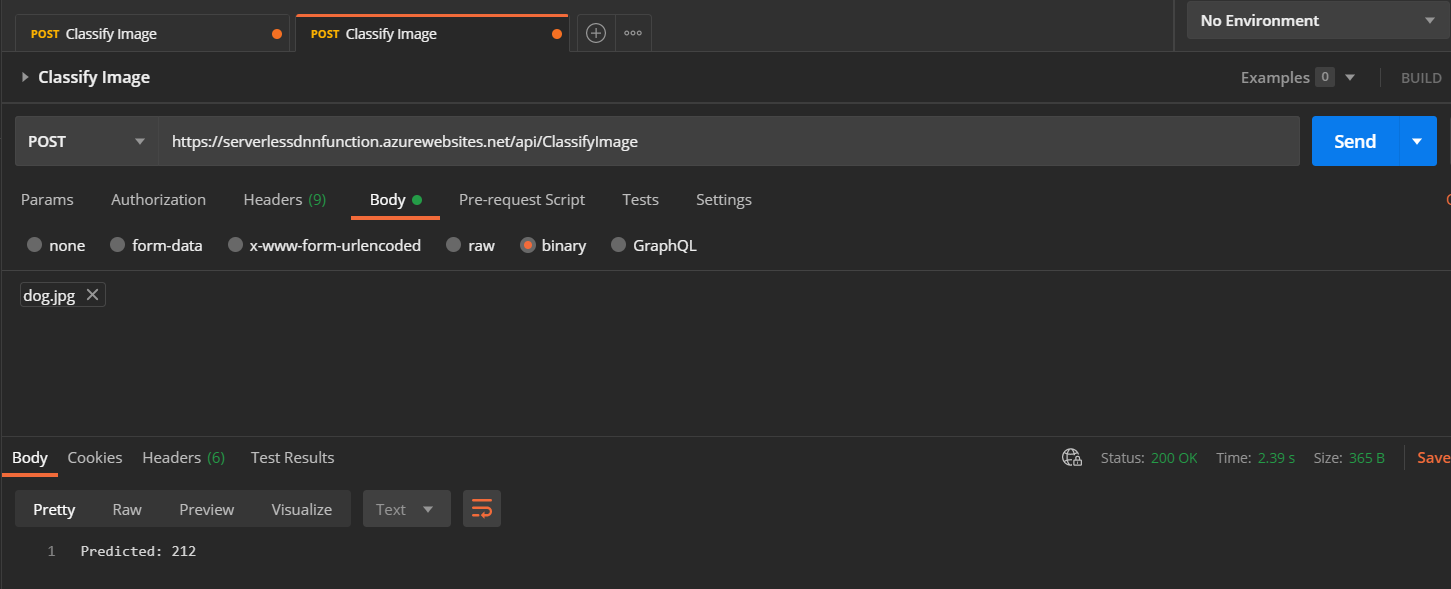 POST Classify Image POST Classify Image No Environment
Classify Image Examples 0 BUILD
POST https://serverlessdnnfunction.azurewebsites.net/api/ClassifyImage Send
Params Authorization Headers (9) Body Pre-request Script Tests Settings
none form-data x-www-form-urlencoded raw binary GraphQL
dog.jpg
Body Cookies Headers (6) Test Results Status: 200 OK Time: 2.39 s Size: 365 B Save
Pretty Raw Preview Visualize Text
1 Predicted: 212